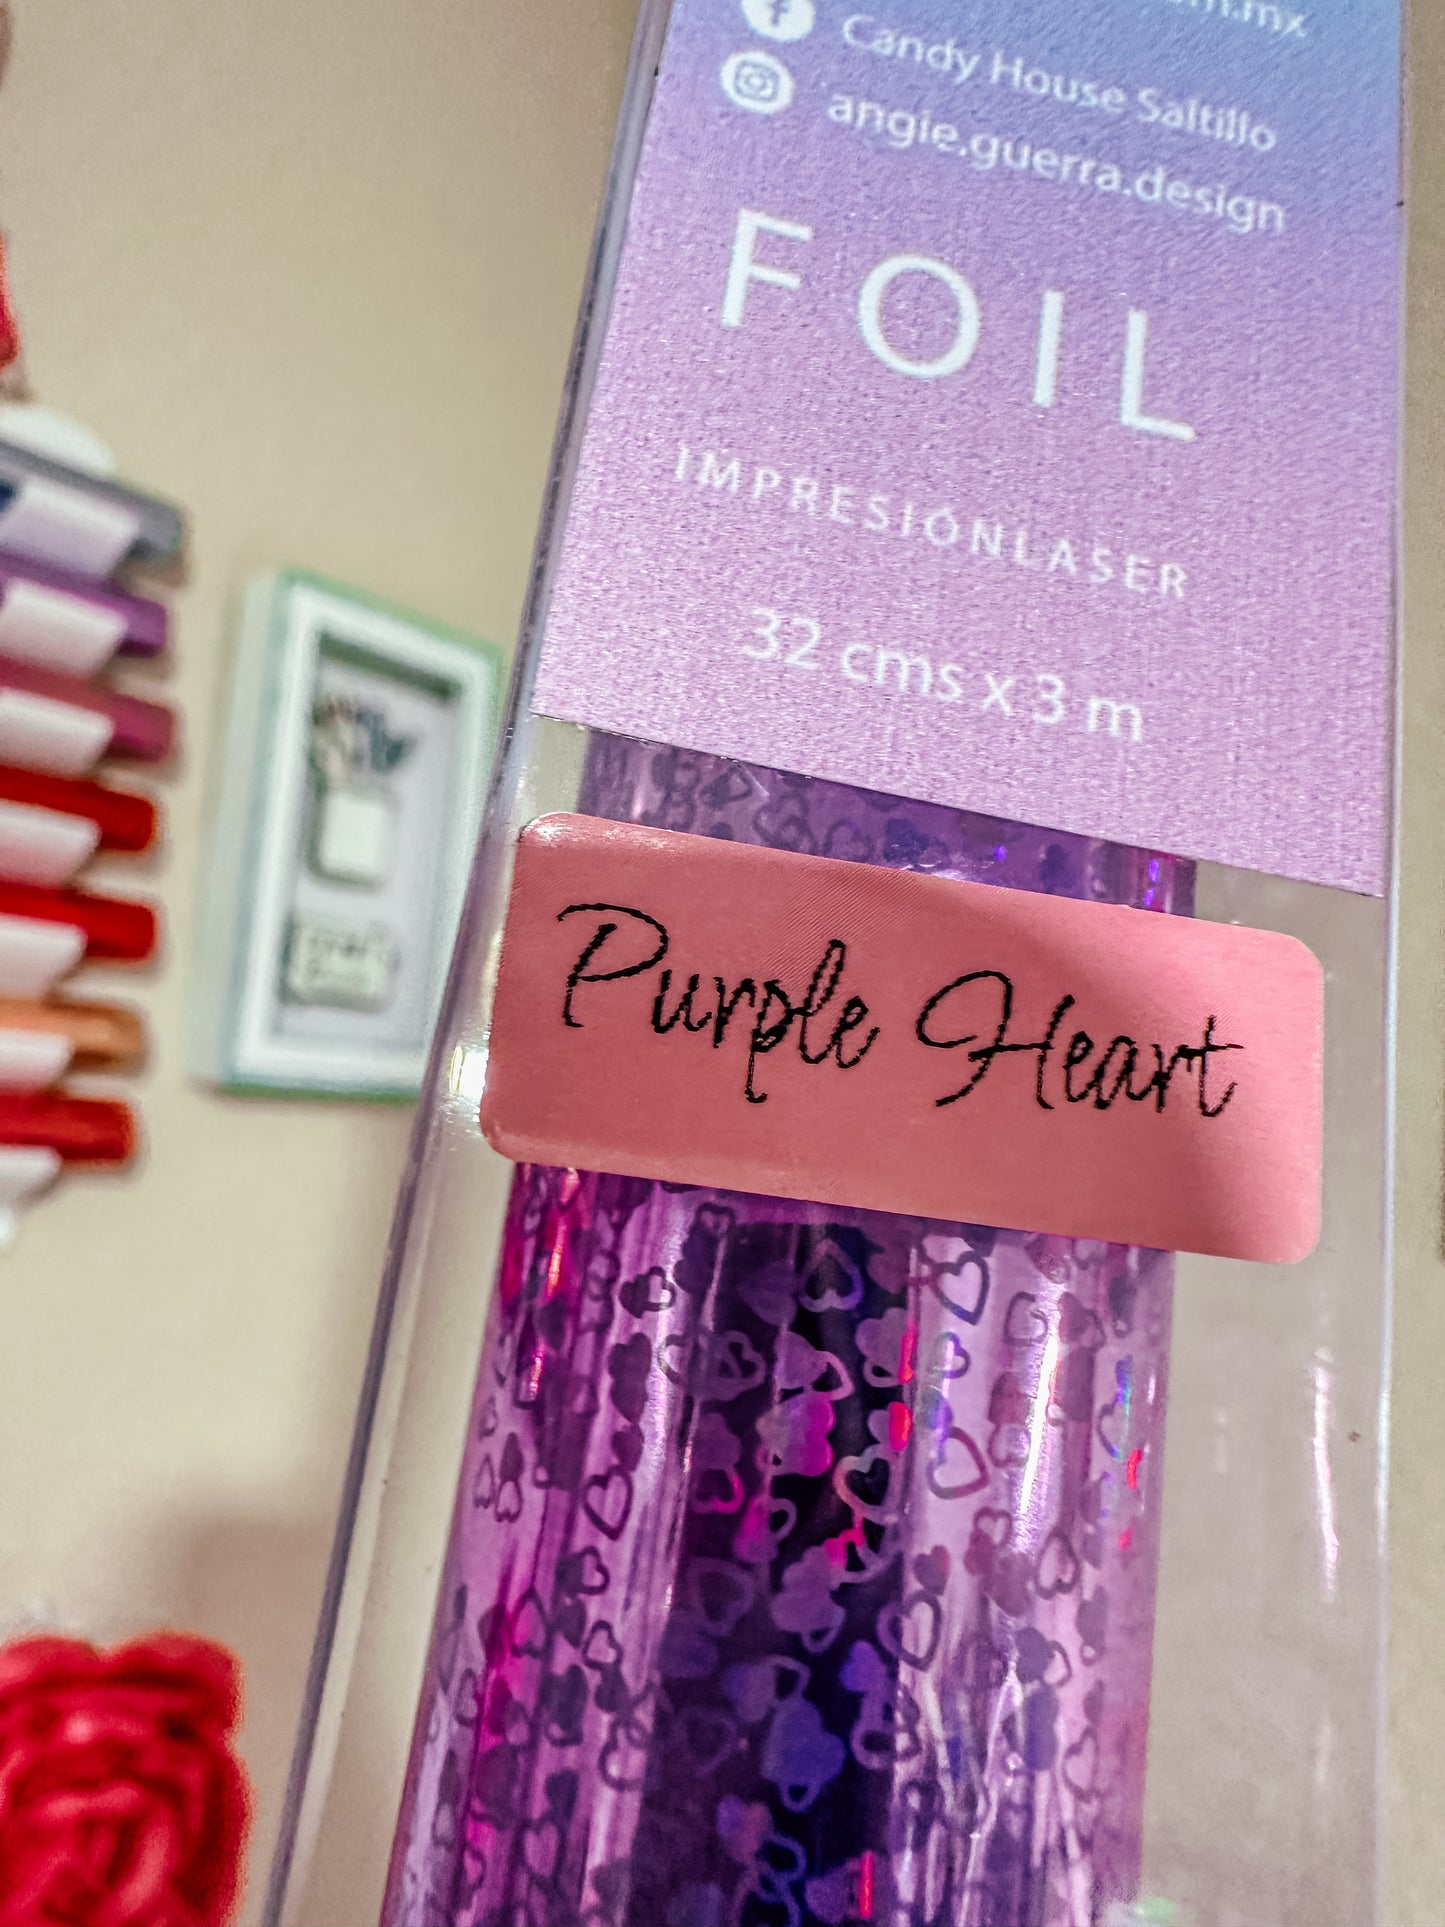 Candy House Saltillo
angie.guerra.design
FOIL
IMPRESIÓN LASER
32 cms x 3 m
Purple Heart